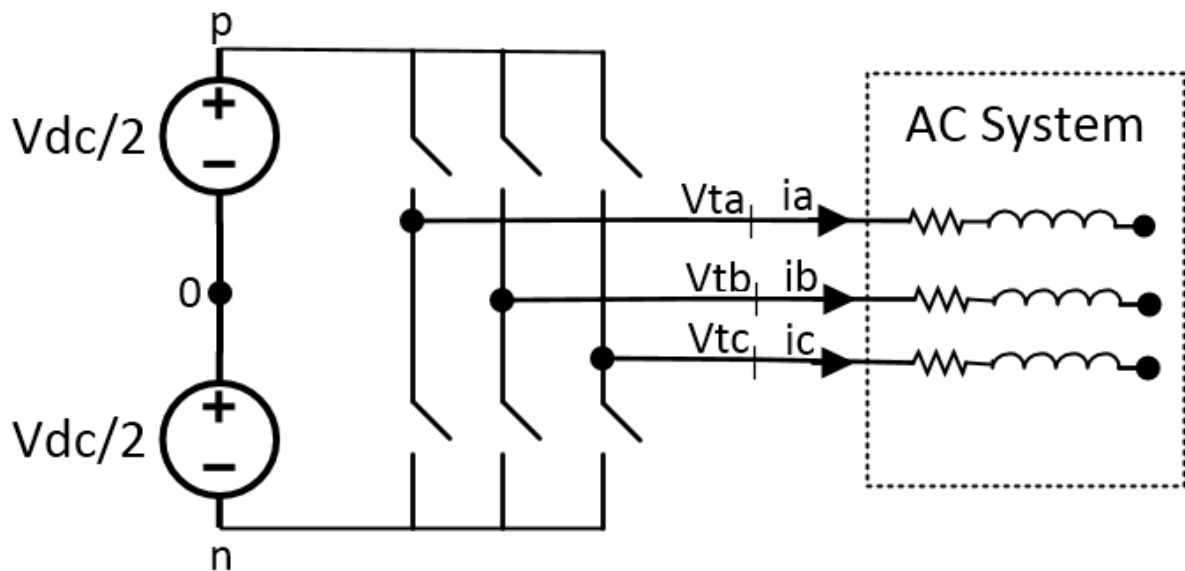 p
Vdc/2
+
−
AC System
Vta ia
0
Vtb ib
Vtc ic
Vdc/2
+
−
n